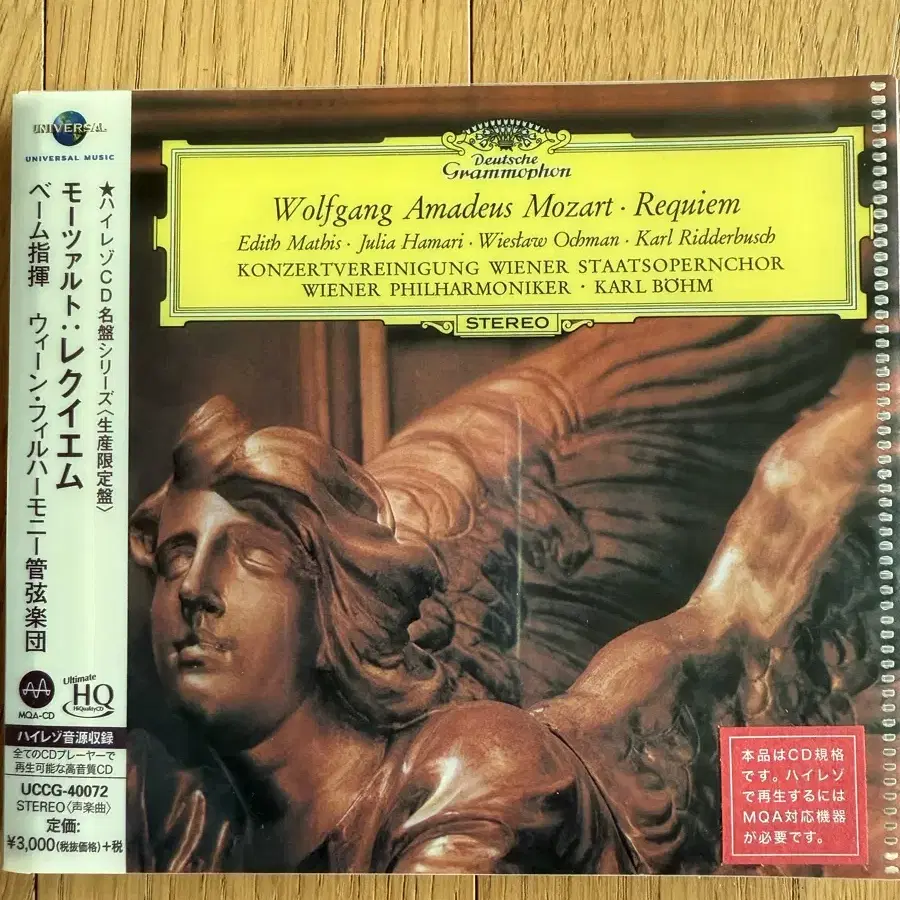 UNIVERSAL
UNIVERSAL MUSIC
★ハイレゾCD名盤シリーズ〈生産限定盤〉
モーツァルト:レクイエム
ベーム指揮 ウィーン・フィルハーモニー管弦楽団
MQA-CD
Ultimate
HQ
HiQualityCD
ハイレゾ音源収録
全てのCDプレーヤーで
再生可能な高音質CD
UCCG-40072
STEREO〈声楽曲〉
定価:
¥3,000(税抜価格)+税
Deutsche
Grammophon
Wolfgang Amadeus Mozart · Requiem
Edith Mathis · Julia Hamari · Wiesław Ochman · Karl Ridderbusch
KONZERTVEREINIGUNG WIENER STAATSOPERNCHOR
WIENER PHILHARMONIKER · KARL BÖHM
STEREO
本品はCD規格
です。ハイレゾ
で再生するには
MQA対応機器
が必要です。